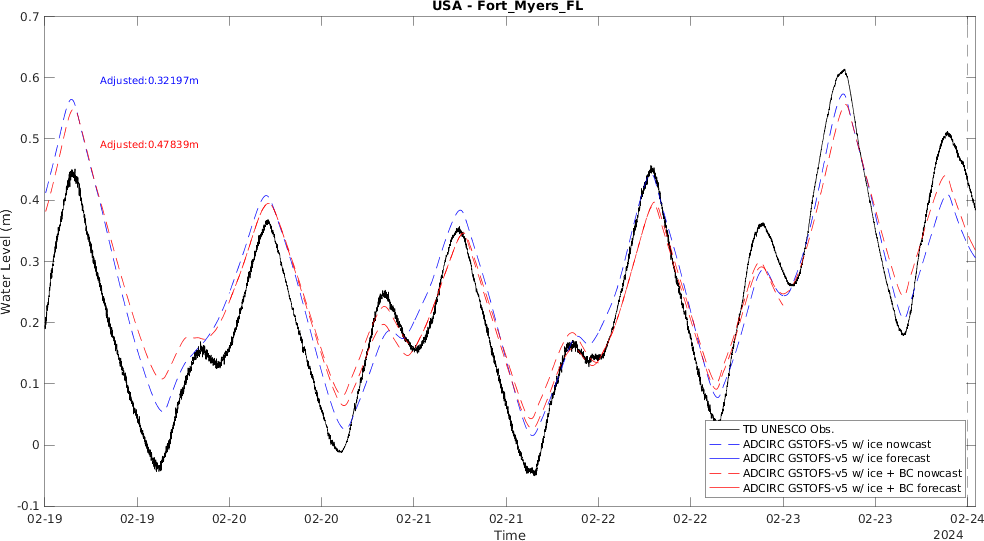 USA - Fort_Myers_FL
0.7
0.6
0.5
0.4
0.3
0.2
0.1
0
-0.1
Water Level (m)
Adjusted:0.32197m
Adjusted:0.47839m
TD UNESCO Obs.
ADCIRC GSTOFS-v5 w/ ice nowcast
ADCIRC GSTOFS-v5 w/ ice forecast
ADCIRC GSTOFS-v5 w/ ice + BC nowcast
ADCIRC GSTOFS-v5 w/ ice + BC forecast
02-19 02-19 02-20 02-20 02-21 02-21 02-22 02-22 02-23 02-23 02-24
Time
2024